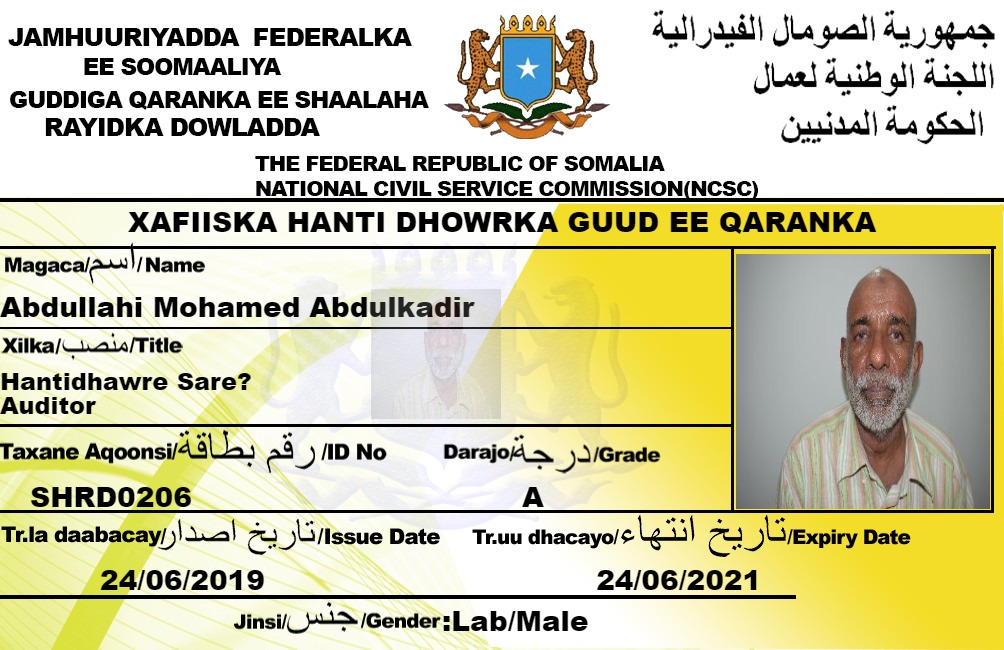 JAMHUURIYADDA FEDERALKA
EE SOOMAALIYA
GUDDIGA QARANKA EE SHAALAHA
RAYIDKA DOWLADDA
جمهورية الصومال الفيدرالية
اللجنة الوطنية لعمال
الحكومة المدنيين
THE FEDERAL REPUBLIC OF SOMALIA
NATIONAL CIVIL SERVICE COMMISSION(NCSC)
XAFIISKA HANTI DHOWRKA GUUD EE QARANKA
Magaca/اسم/Name
Abdullahi Mohamed Abdulkadir
Xilka/منصب/Title
Hantidhawre Sare?
Auditor
Taxane Aqoonsi/رقم بطاقة/ID No
Darajo/درجة/Grade
SHRD0206
A
Tr.la daabacay/تاريخ اصدار/Issue Date
Tr.uu dhacayo/تاريخ انتهاء/Expiry Date
24/06/2019
24/06/2021
Jinsi/جنس/Gender:Lab/Male